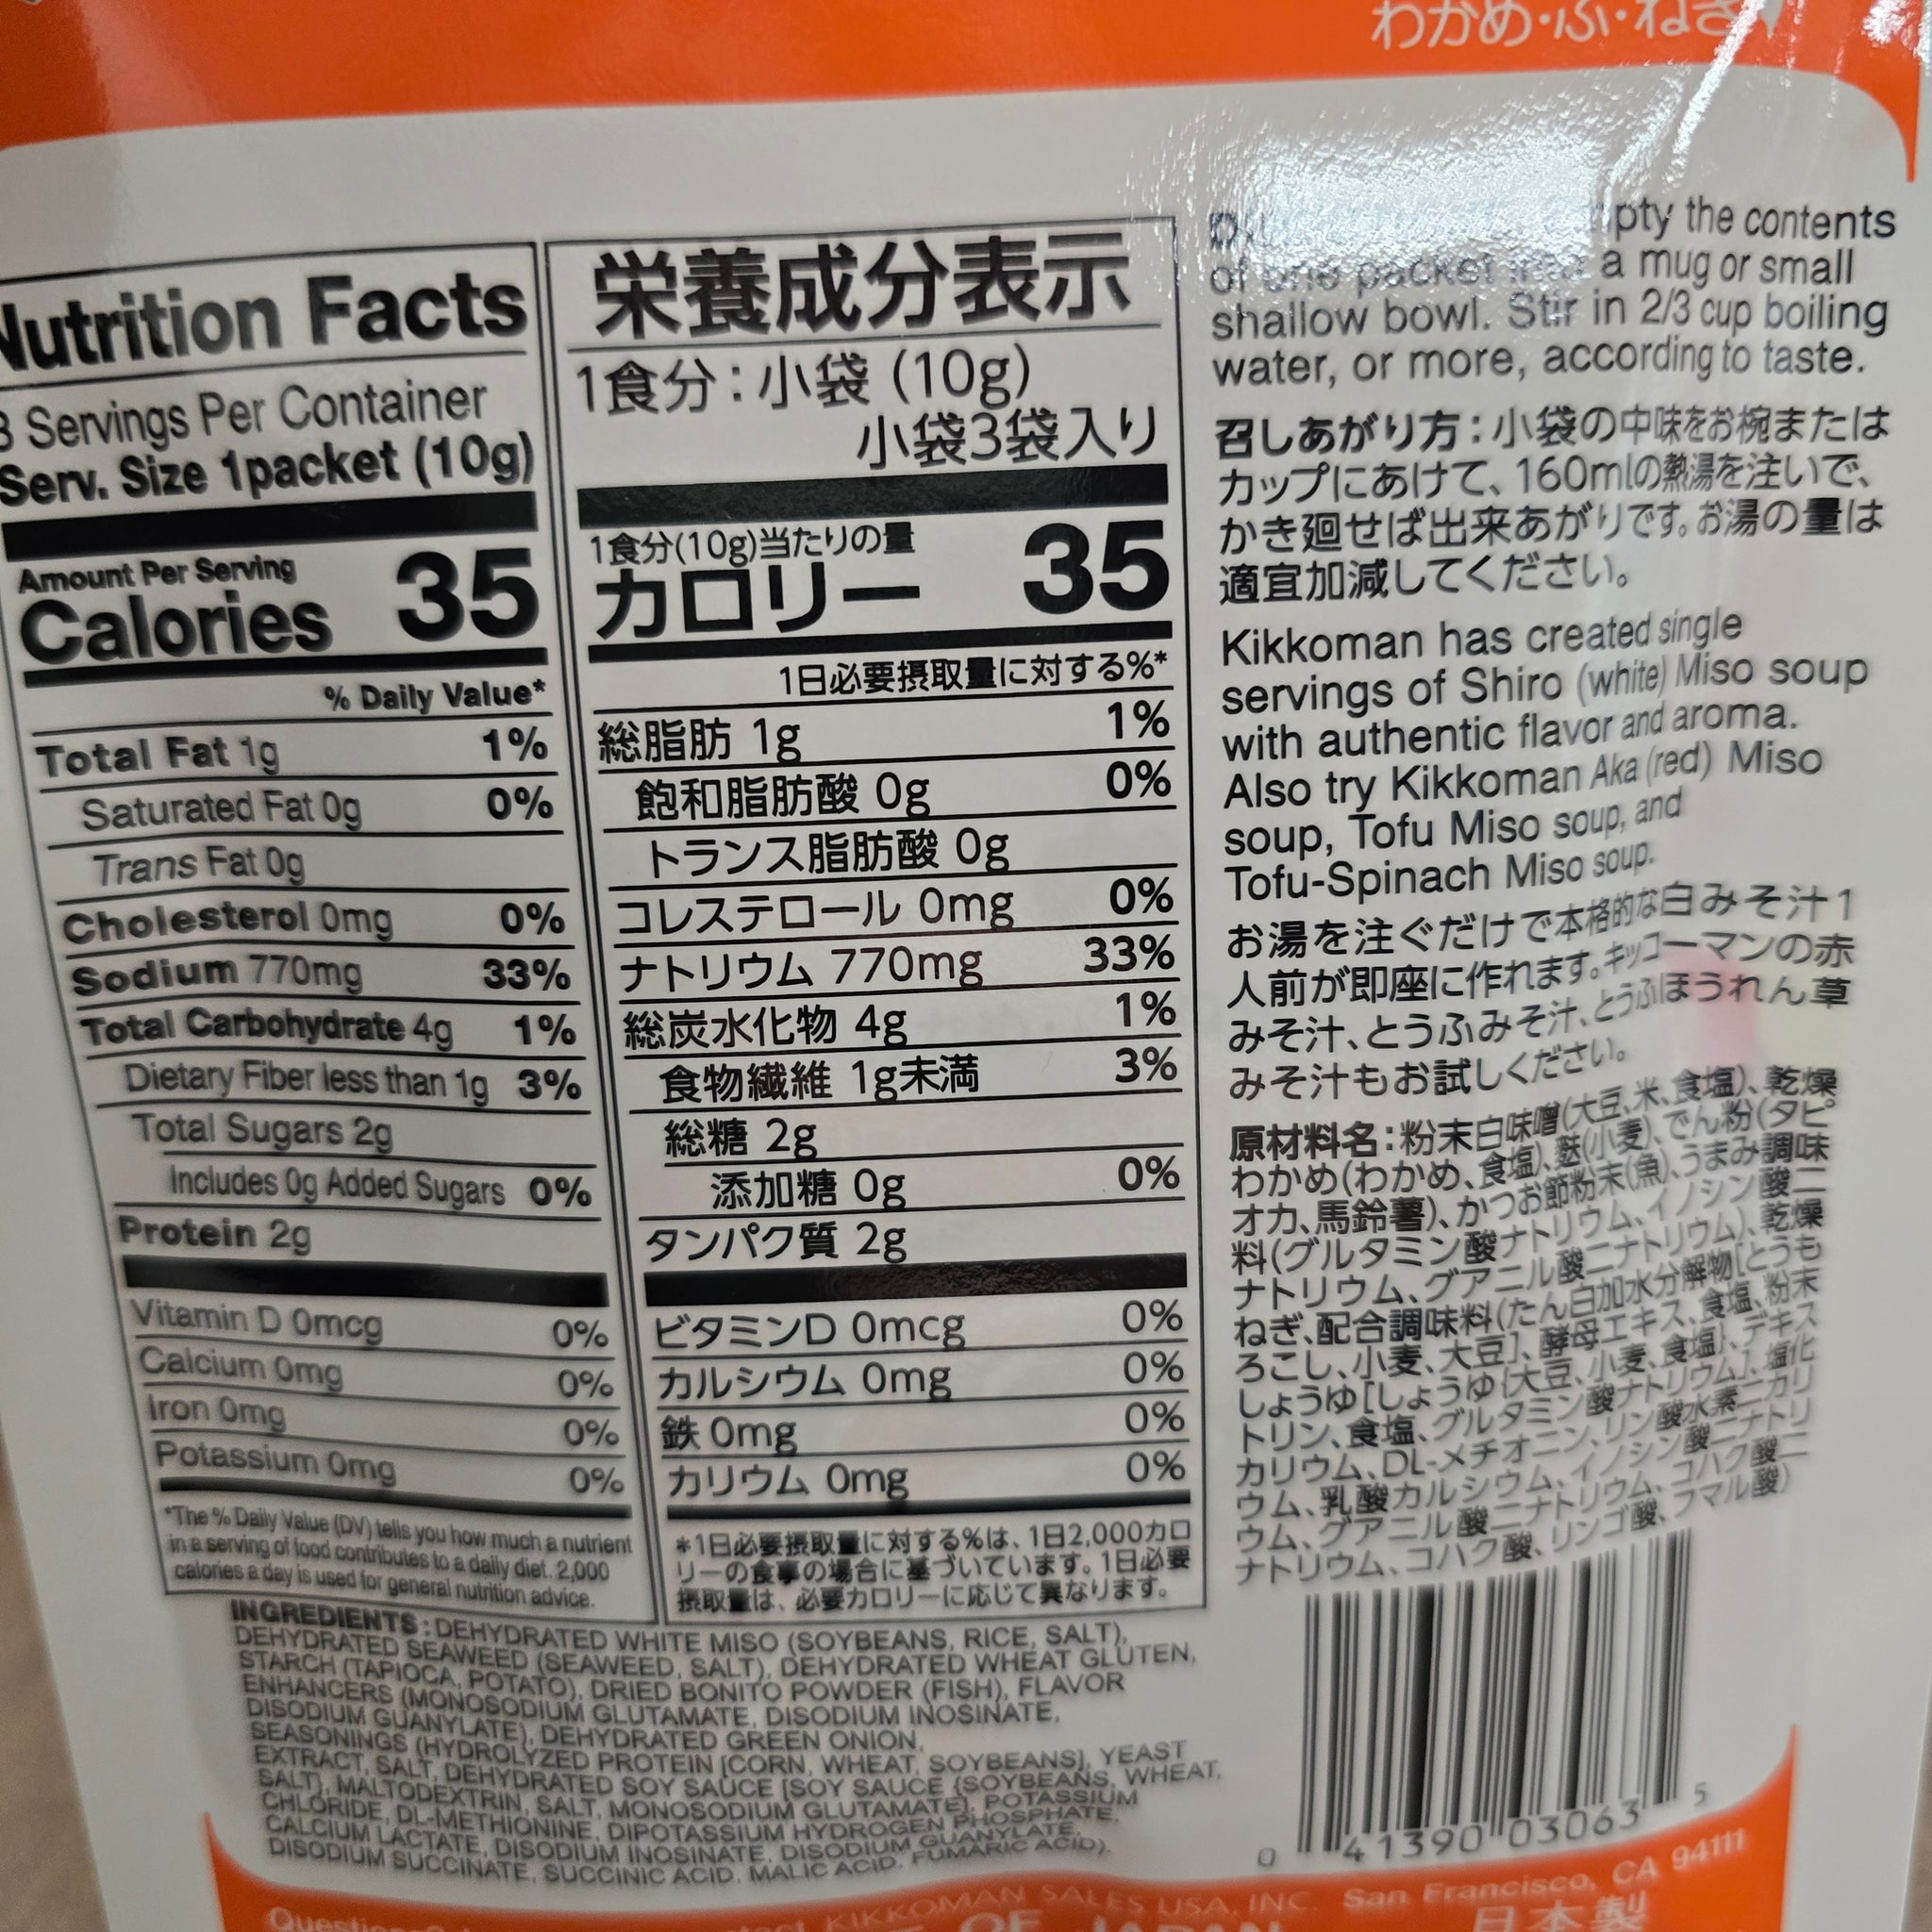 わかめ・ふ・ねぎ
Nutrition Facts
3 Servings Per Container
Serv. Size 1packet (10g)
Amount Per Serving
Calories 35
% Daily Value*
Total Fat 1g 1%
Saturated Fat 0g 0%
Trans Fat 0g
Cholesterol 0mg 0%
Sodium 770mg 33%
Total Carbohydrate 4g 1%
Dietary Fiber less than 1g 3%
Total Sugars 2g
Includes 0g Added Sugars 0%
Protein 2g
Vitamin D 0mcg 0%
Calcium 0mg 0%
Iron 0mg 0%
Potassium 0mg 0%
*The % Daily Value (DV) tells you how much a nutrient
in a serving of food contributes to a daily diet. 2,000
calories a day is used for general nutrition advice.
栄養成分表示
1食分:小袋 (10g)
小袋3袋入り
1食分(10g)当たりの量
カロリー 35
1日必要摂取量に対する%*
総脂肪 1g 1%
飽和脂肪酸 0g 0%
トランス脂肪酸 0g
コレステロール 0mg 0%
ナトリウム 770mg 33%
総炭水化物 4g 1%
食物繊維 1g未満 3%
総糖 2g
添加糖 0g 0%
タンパク質 2g
ビタミンD 0mcg 0%
カルシウム 0mg 0%
鉄 0mg 0%
カリウム 0mg 0%
*1日必要摂取量に対する%は、1日2,000カロ
リーの食事の場合に基づいています。1日必要
摂取量は、必要カロリーに応じて異なります。
INGREDIENTS: DEHYDRATED WHITE MISO (SOYBEANS, RICE, SALT),
DEHYDRATED SEAWEED (SEAWEED, SALT), DEHYDRATED WHEAT GLUTEN,
STARCH (TAPIOCA, POTATO), DRIED BONITO POWDER (FISH), FLAVOR
ENHANCERS (MONOSODIUM GLUTAMATE, DISODIUM INOSINATE,
DISODIUM GUANYLATE), DEHYDRATED GREEN ONION,
SEASONINGS (HYDROLYZED PROTEIN [CORN, WHEAT, SOYBEANS], YEAST
EXTRACT, SALT, DEHYDRATED SOY SAUCE [SOY SAUCE {SOYBEANS, WHEAT,
SALT}, MALTODEXTRIN, SALT, MONOSODIUM GLUTAMATE], POTASSIUM
CHLORIDE, DL-METHIONINE, DIPOTASSIUM HYDROGEN PHOSPHATE,
CALCIUM LACTATE, DISODIUM INOSINATE, DISODIUM GUANYLATE,
DISODIUM SUCCINATE, SUCCINIC ACID, MALIC ACID, FUMARIC ACID).
the contents
of one packet into a mug or small
shallow bowl. Stir in 2/3 cup boiling
water, or more, according to taste.
召しあがり方:小袋の中味をお椀または
カップにあけて、160mlの熱湯を注いで、
かき廻せば出来あがりです。お湯の量は
適宜加減してください。
Kikkoman has created single
servings of Shiro (white) Miso soup
with authentic flavor and aroma.
Also try Kikkoman Aka (red) Miso
soup, Tofu Miso soup, and
Tofu-Spinach Miso soup.
お湯を注ぐだけで本格的な白みそ汁1
人前が即座に作れます。キッコーマンの赤
みそ汁、とうふみそ汁、とうふほうれん草
みそ汁もお試しください。
原材料名:粉末白味噌(大豆、米、食塩)、乾燥
わかめ(わかめ、食塩)、麩(小麦)、でん粉(タピ
オカ、馬鈴薯)、かつお節粉末(魚)、うまみ調味
料(グルタミン酸ナトリウム、イノシン酸二
ナトリウム、グアニル酸二ナトリウム)、乾燥
ねぎ、配合調味料(たん白加水分解物[とうも
ろこし、小麦、大豆]、酵母エキス、食塩、粉末
しょうゆ[しょうゆ{大豆、小麦、食塩}、デキス
トリン、食塩、グルタミン酸ナトリウム]、塩化
カリウム、DL-メチオニン、リン酸水素二カリ
ウム、乳酸カルシウム、イノシン酸二ナトリ
ウム、グアニル酸二ナトリウム、コハク酸二
ナトリウム、コハク酸、リンゴ酸、フマル酸)
0 41390 03063 5
KIKKOMAN SALES USA, INC. San Francisco, CA 94111
OF JAPAN 日本製